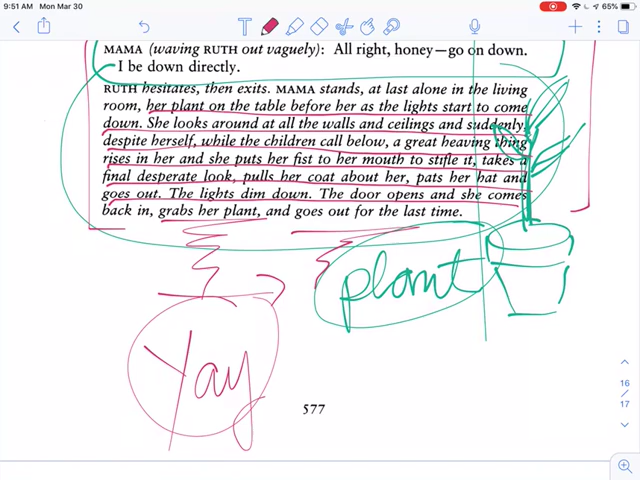 9:51 AM Mon Mar 30
65%
MAMA (waving RUTH out vaguely): All right, honey—go on down.
I be down directly.
RUTH hesitates, then exits. MAMA stands, at last alone in the living
room, her plant on the table before her as the lights start to come
down. She looks around at all the walls and ceilings and suddenly,
despite herself, while the children call below, a great heaving thing
rises in her and she puts her fist to her mouth to stifle it, takes a
final desperate look, pulls her coat about her, pats her hat and
goes out. The lights dim down. The door opens and she comes
back in, grabs her plant, and goes out for the last time.
plant
Yay
577
16
17